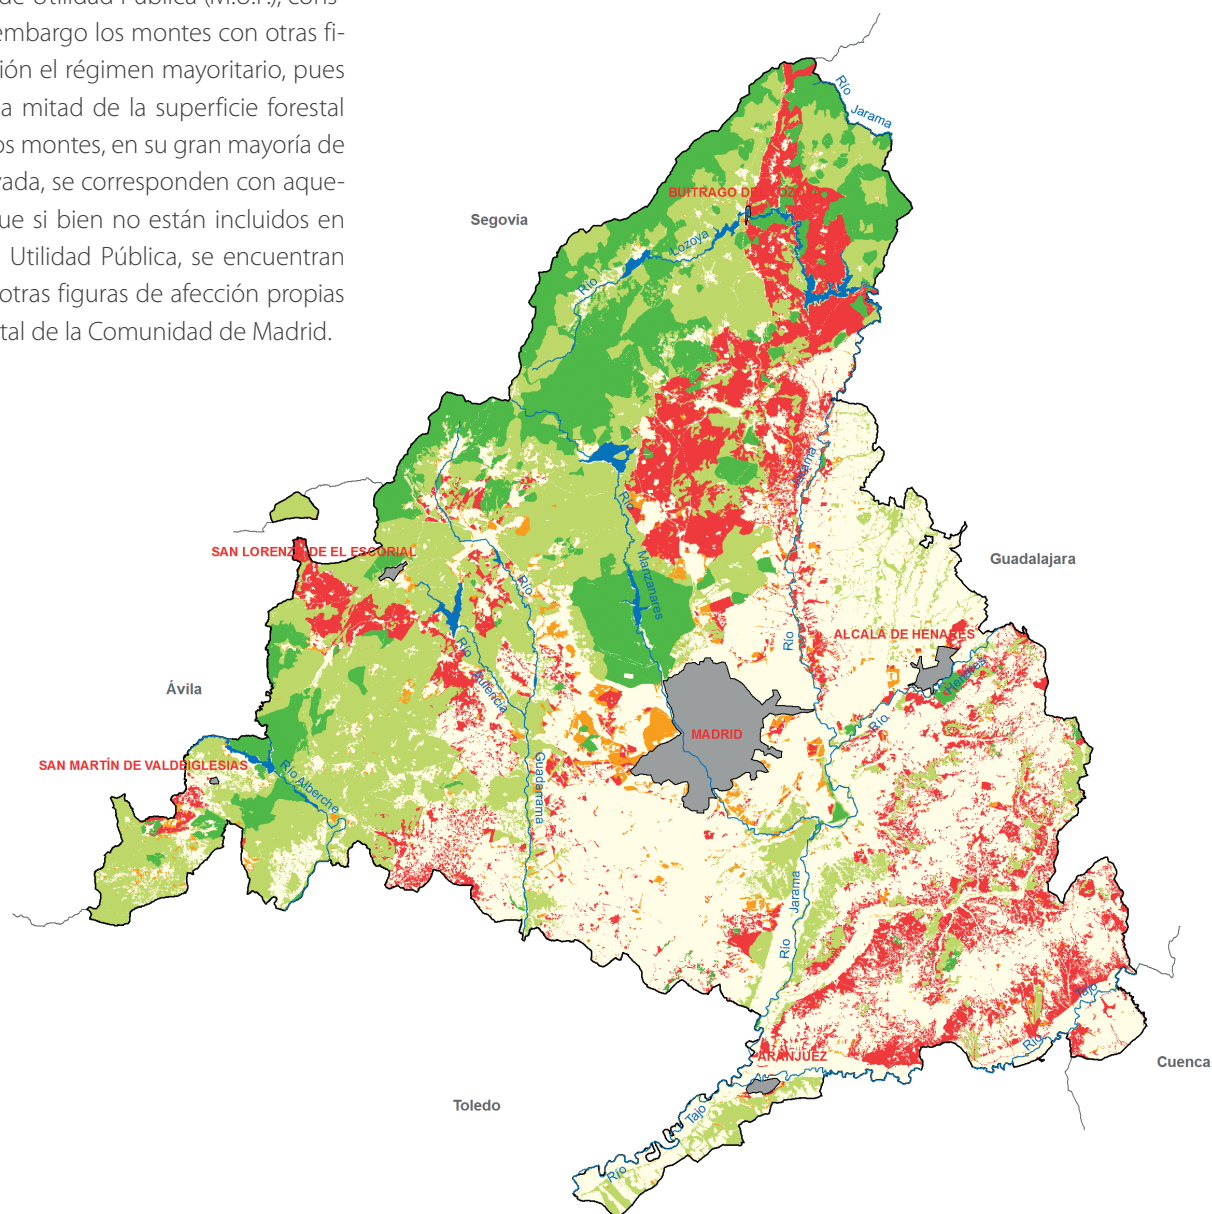 de Utilidad Pública (M.U.P.), cons-
embargo los montes con otras fi-
ión el régimen mayoritario, pues
a mitad de la superficie forestal
os montes, en su gran mayoría de
vada, se corresponden con aque-
ue si bien no están incluidos en
Utilidad Pública, se encuentran
otras figuras de afección propias
tal de la Comunidad de Madrid.
Río
Jarama
BUITRAGO DEL LOZOYA
Segovia
Río
Lozoya
Río
Jarama
Río
Manzanares
SAN LORENZO DE EL ESCORIAL
Guadalajara
Río
Guadarrama
ALCALÁ DE HENARES
Río
Henares
Ávila
Río
Aulencia
MADRID
SAN MARTÍN DE VALDEIGLESIAS
Río Alberche
Río
Jarama
Río
Tajo
ARANJUEZ
Cuenca
Toledo
Río
Tajo